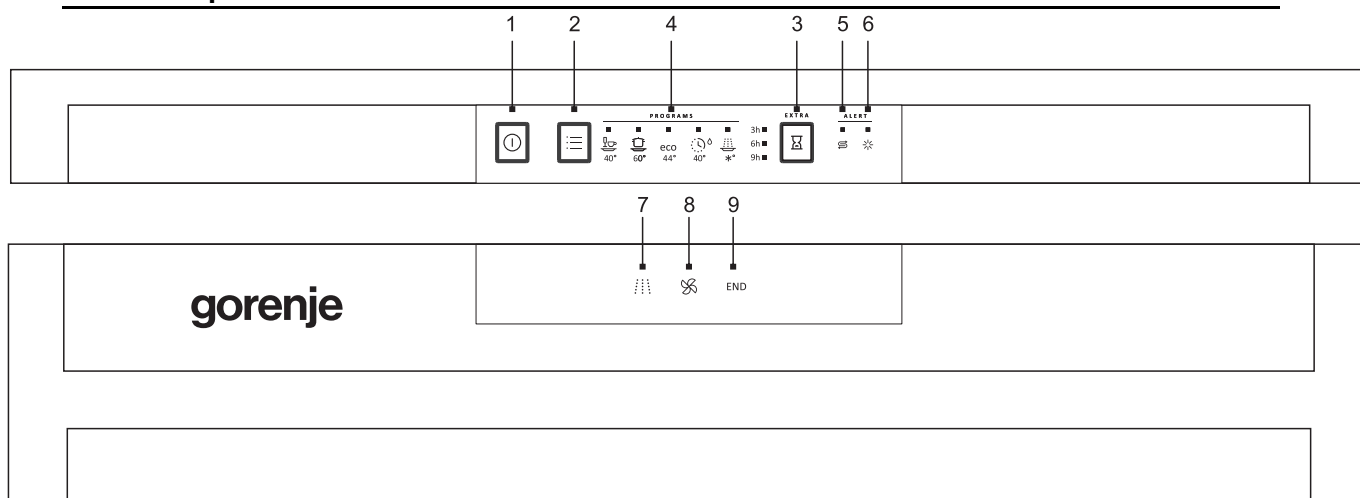 1 2 4 3 5 6
PROGRAMS EXTRA ALERT
3h
6h
9h
eco
40° 60° 44° 40° *°
7 8 9
END
gorenje